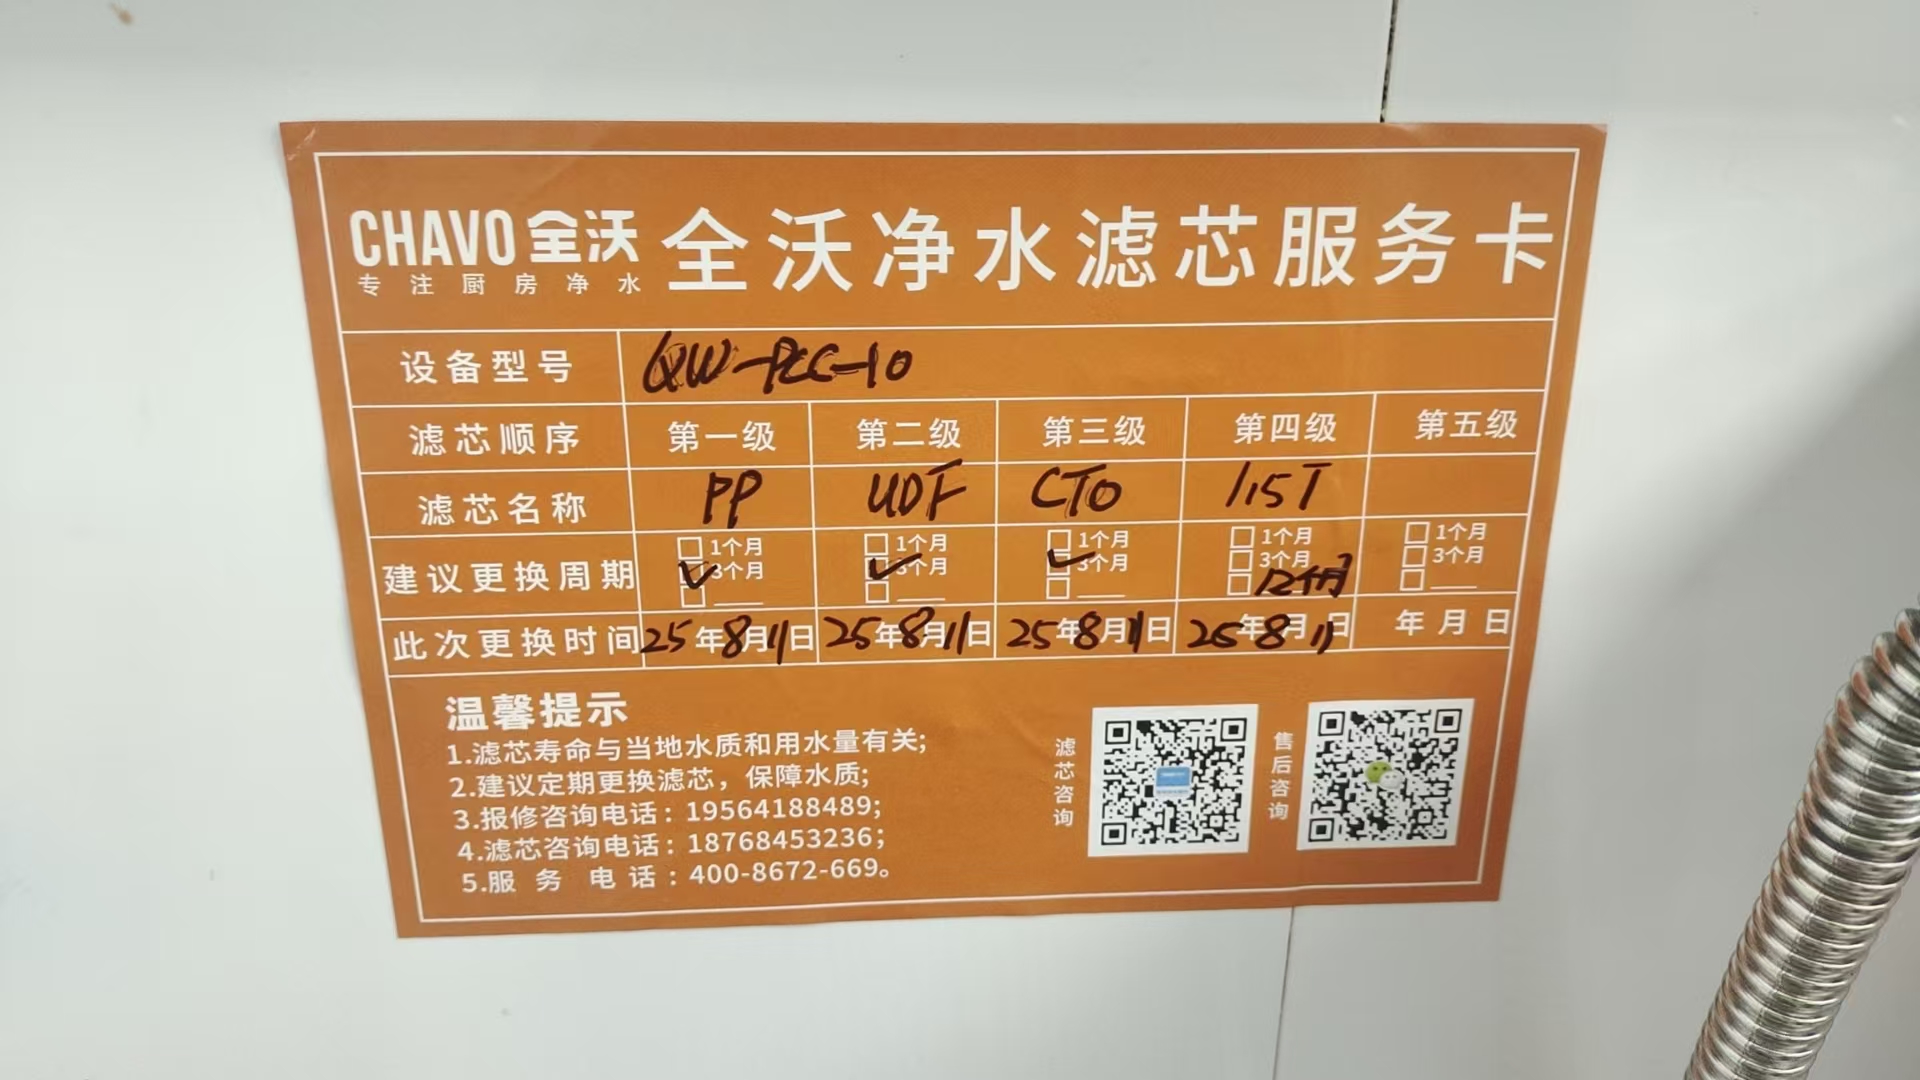 CHAVO 全沃
专注厨房净水
全沃净水滤芯服务卡
设备型号 QW-PCC-10
滤芯顺序 第一级 第二级 第三级 第四级 第五级
滤芯名称 PP UDF CTO 1.5T
建议更换周期 1个月 1个月 1个月 1个月 1个月
✓ 3个月 ✓ 3个月 ✓ 3个月 3个月 3个月
12个月
此次更换时间 25年8月11日 25年8月11日 25年8月11日 25年8月11日 年月日
温馨提示
1.滤芯寿命与当地水质和用水量有关;
2.建议定期更换滤芯，保障水质;
3.报修咨询电话：19564188489;
4.滤芯咨询电话：18768453236;
5.服务电话：400-8672-669。
滤芯咨询
售后咨询